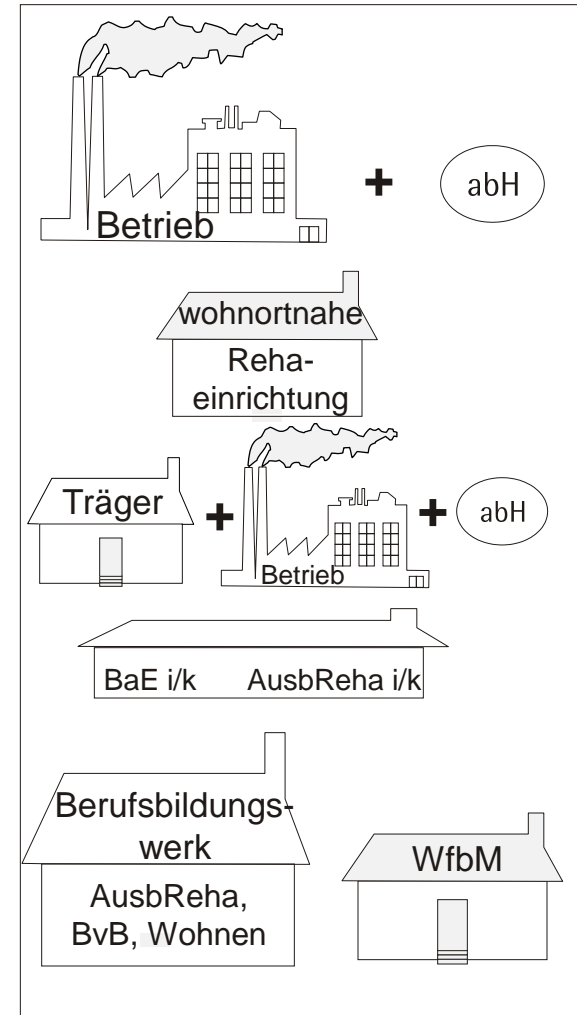 Betrieb
+
abH
wohnortnahe
Reha-
einrichtung
Träger
+
Betrieb
+
abH
BaE i/k AusbReha i/k
Berufsbildungs-
werk
AusbReha,
BvB, Wohnen
WfbM